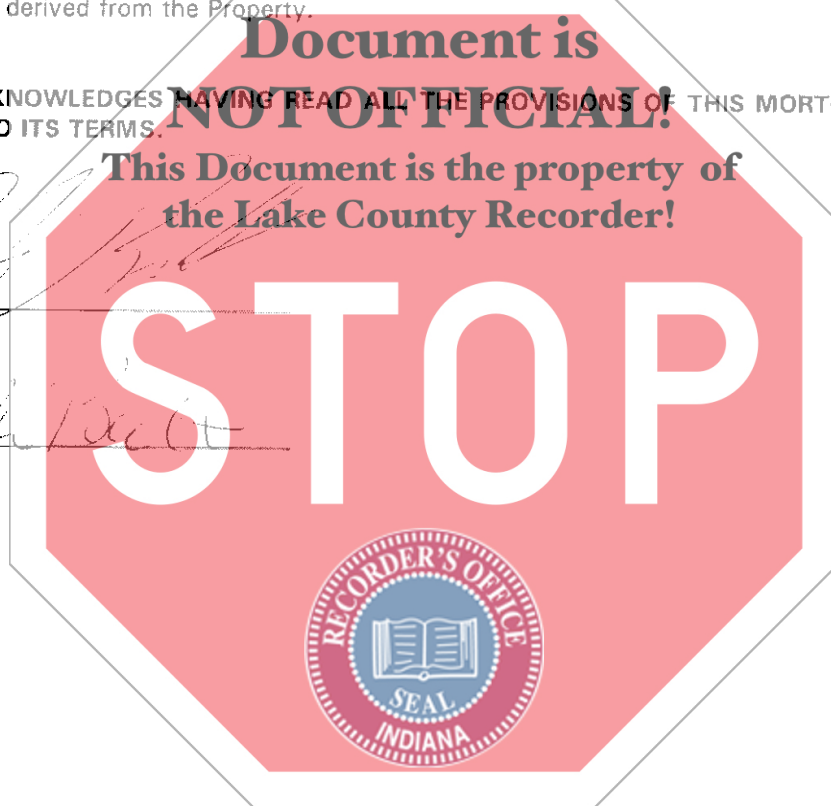 derived from the Property.
Document is
KNOWLEDGES HAVING READ ALL THE PROVISIONS OF THIS MORT
NOT OFFICIAL!
O ITS TERMS.
This Document is the property of
the Lake County Recorder!
STOP
RECORDER'S OFFICE
SEAL
INDIANA